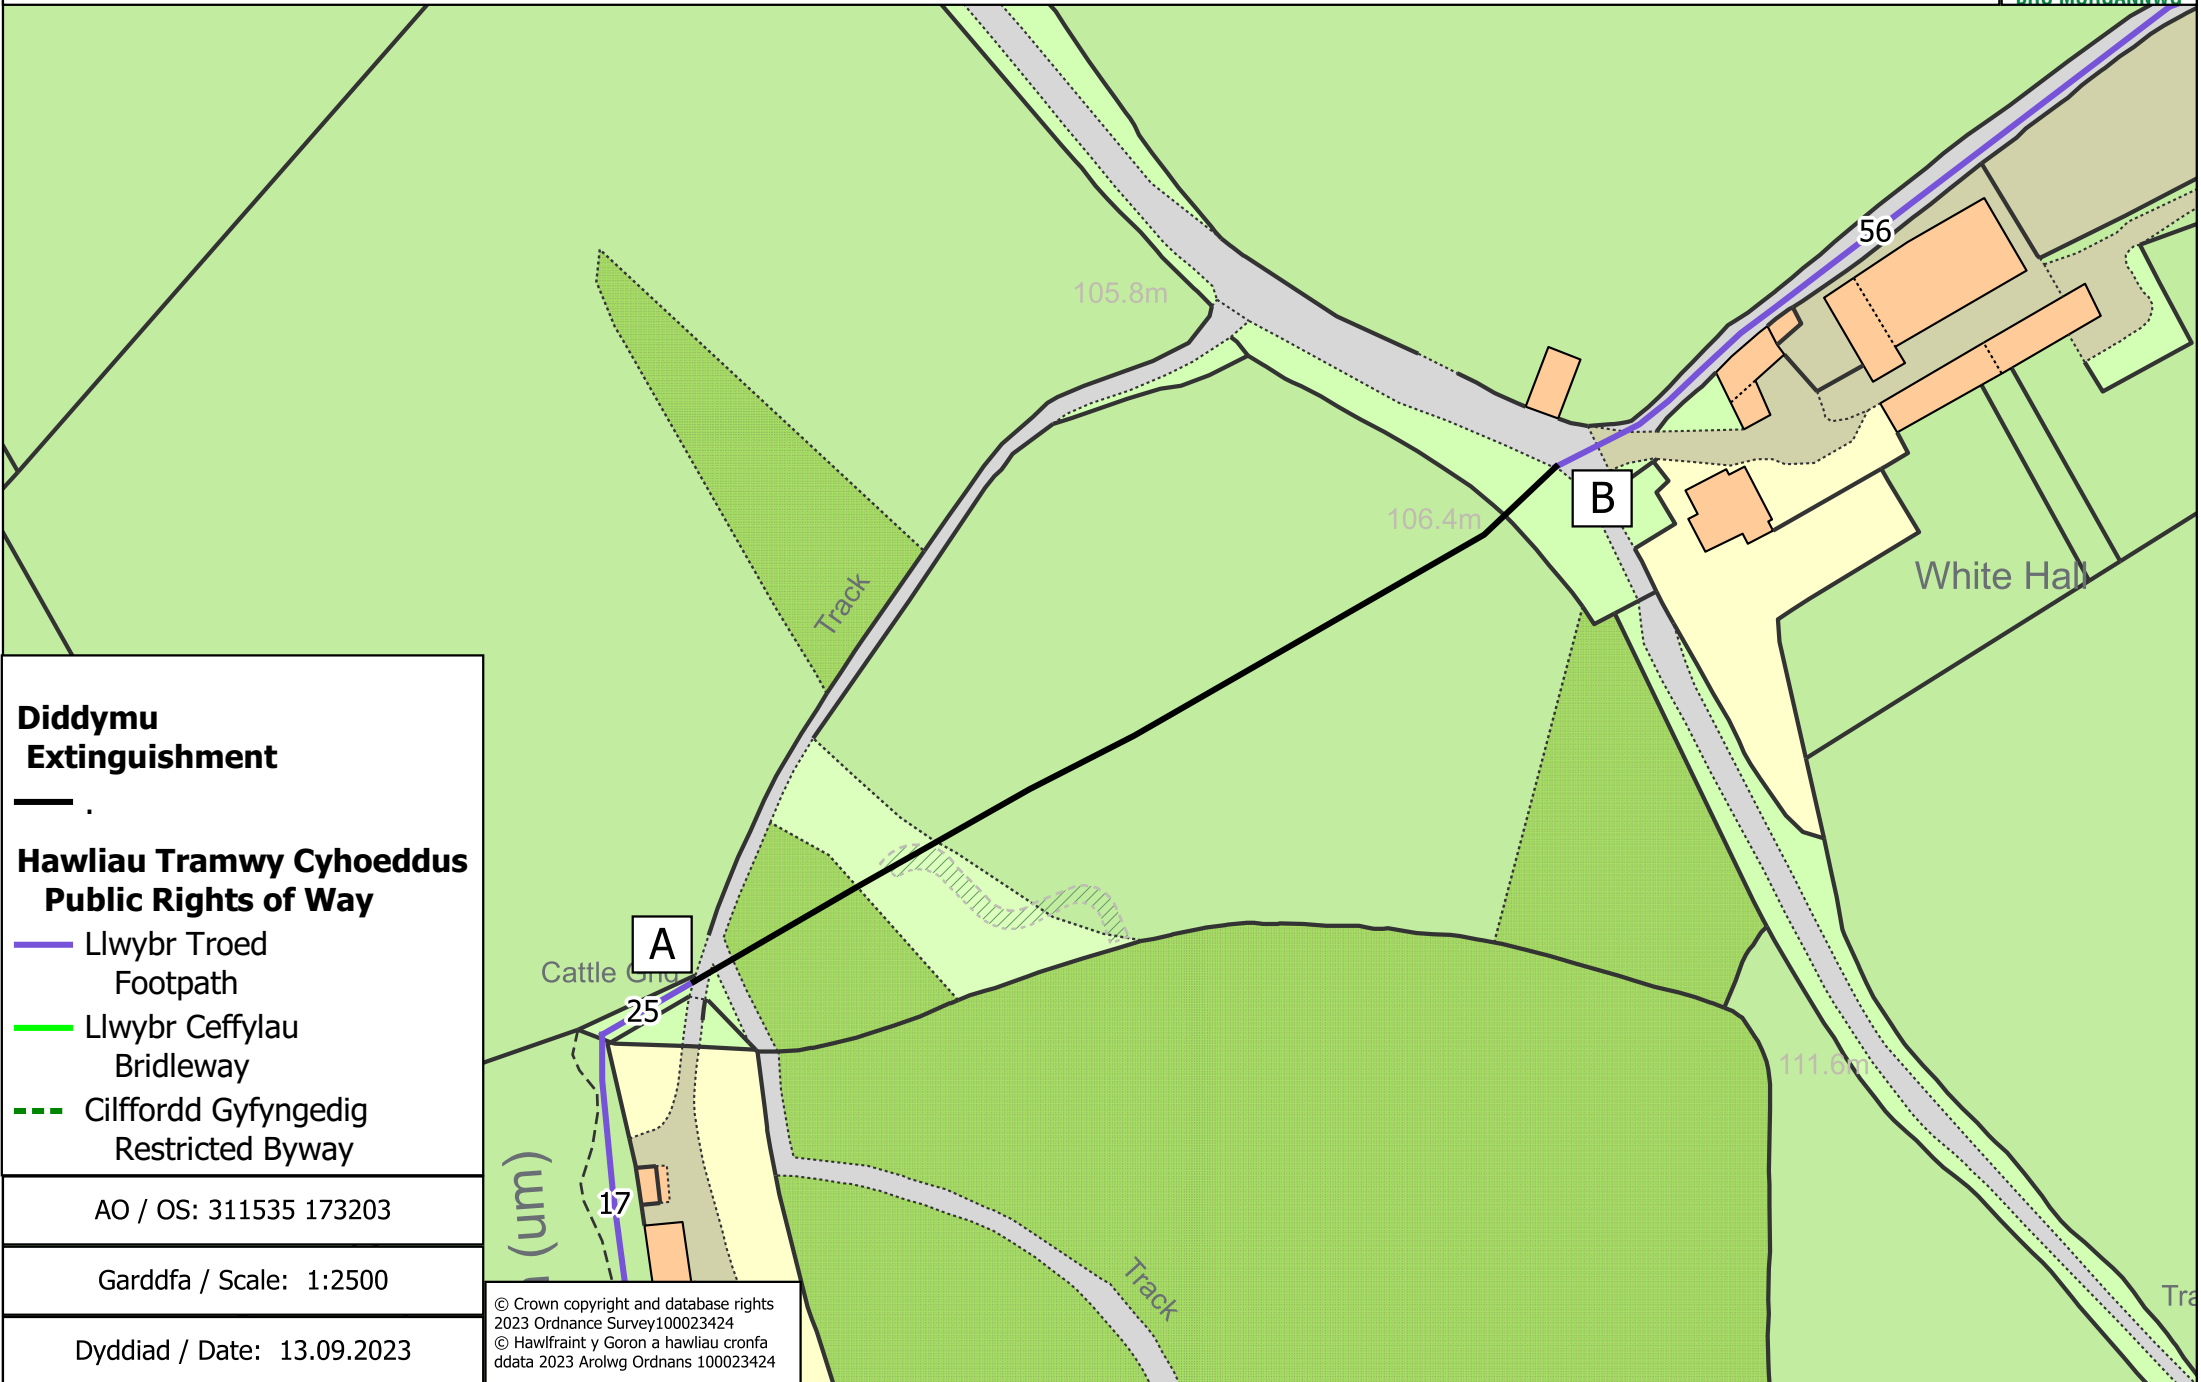 56
105.8m
B
106.4m
White Hall
Track
Diddymu
Extinguishment
.
Hawliau Tramwy Cyhoeddus
Public Rights of Way
Llwybr Troed
Footpath
Llwybr Ceffylau
Bridleway
Cilffordd Gyfyngedig
Restricted Byway
A
Cattle Grid
25
111.6m
17
(um)
Track
AO / OS: 311535 173203
Garddfa / Scale: 1:2500
Dyddiad / Date: 13.09.2023
© Crown copyright and database rights
2023 Ordnance Survey100023424
© Hawlfraint y Goron a hawliau cronfa
ddata 2023 Arolwg Ordnans 100023424